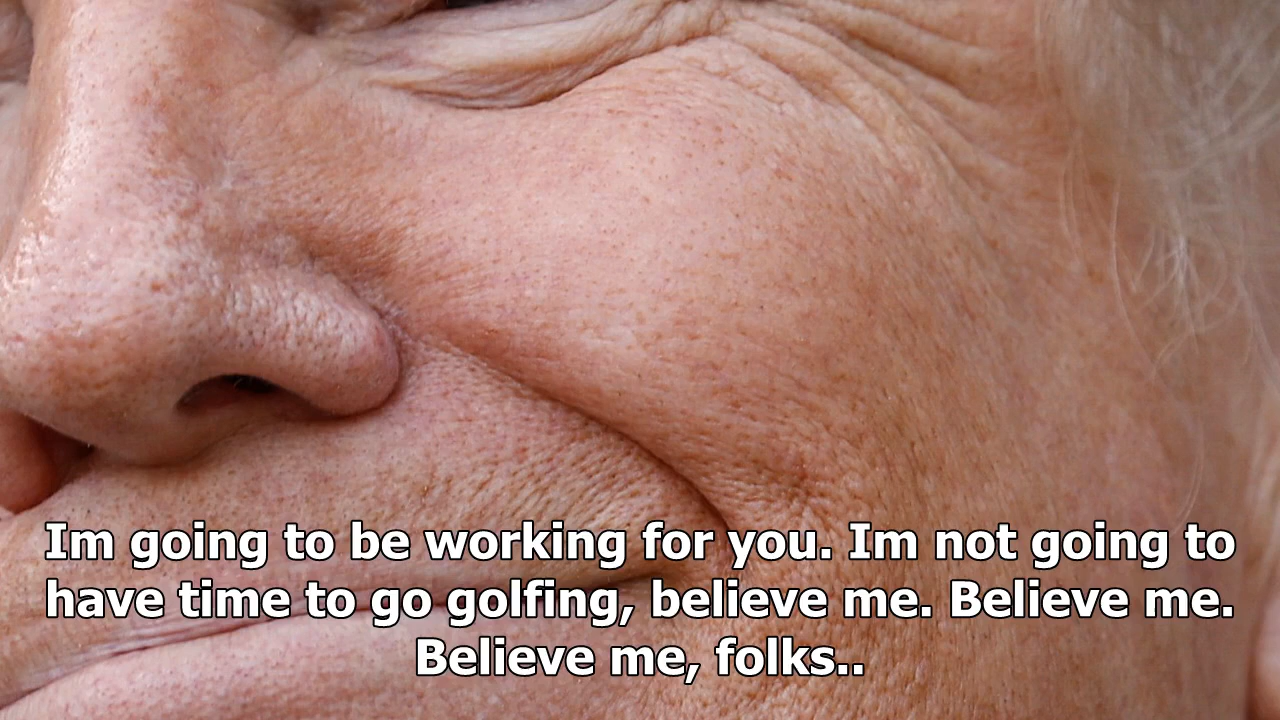 Im going to be working for you. Im not going to
have time to go golfing, believe me. Believe me.
Believe me, folks..